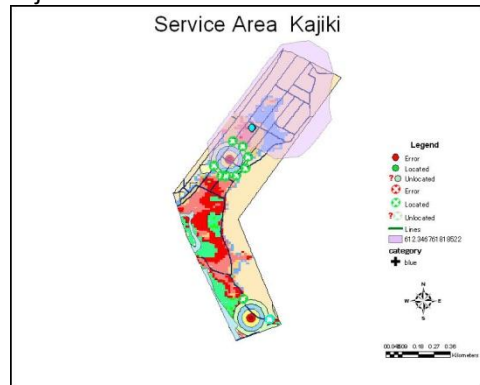 Service Area Kajiki
Legend
Error
Located
? Unlocated
Error
Located
? Unlocated
Lines
612.346761818522
category
blue
N
W E
S
0.18 0.27 0.36
Kilometers